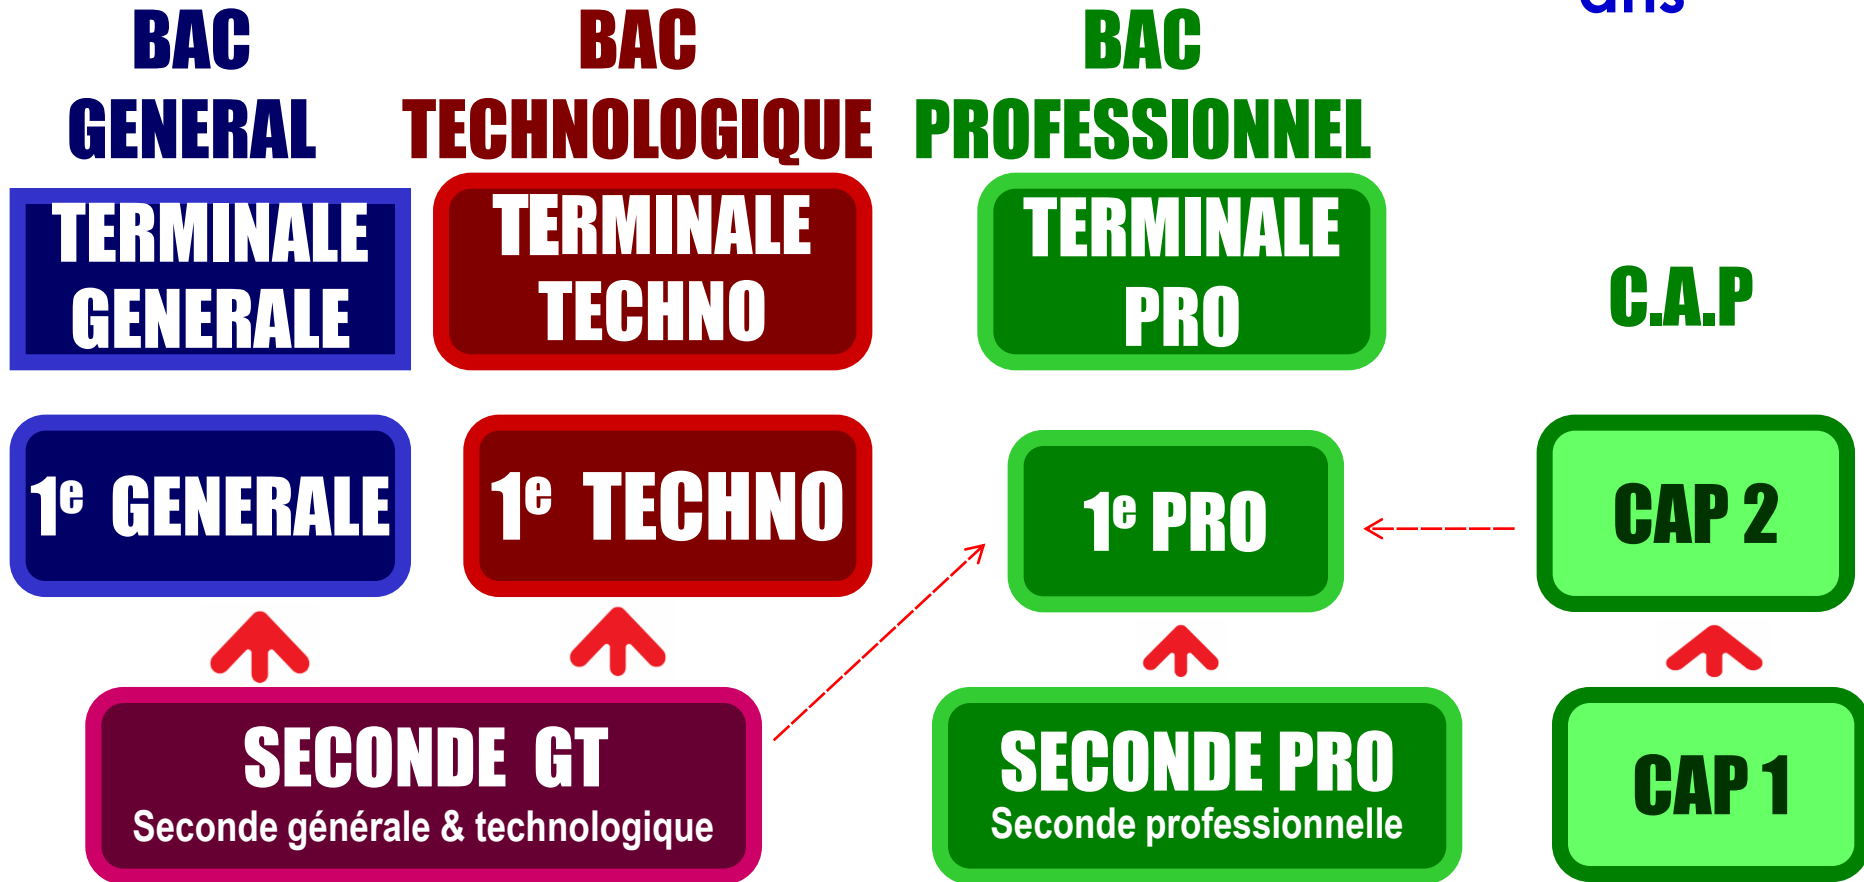 ans
BAC
GENERAL
BAC
TECHNOLOGIQUE
BAC
PROFESSIONNEL
TERMINALE
GENERALE
TERMINALE
TECHNO
TERMINALE
PRO
C.A.P
1e GENERALE
1e TECHNO
1e PRO
CAP 2
SECONDE GT
Seconde générale & technologique
SECONDE PRO
Seconde professionnelle
CAP 1